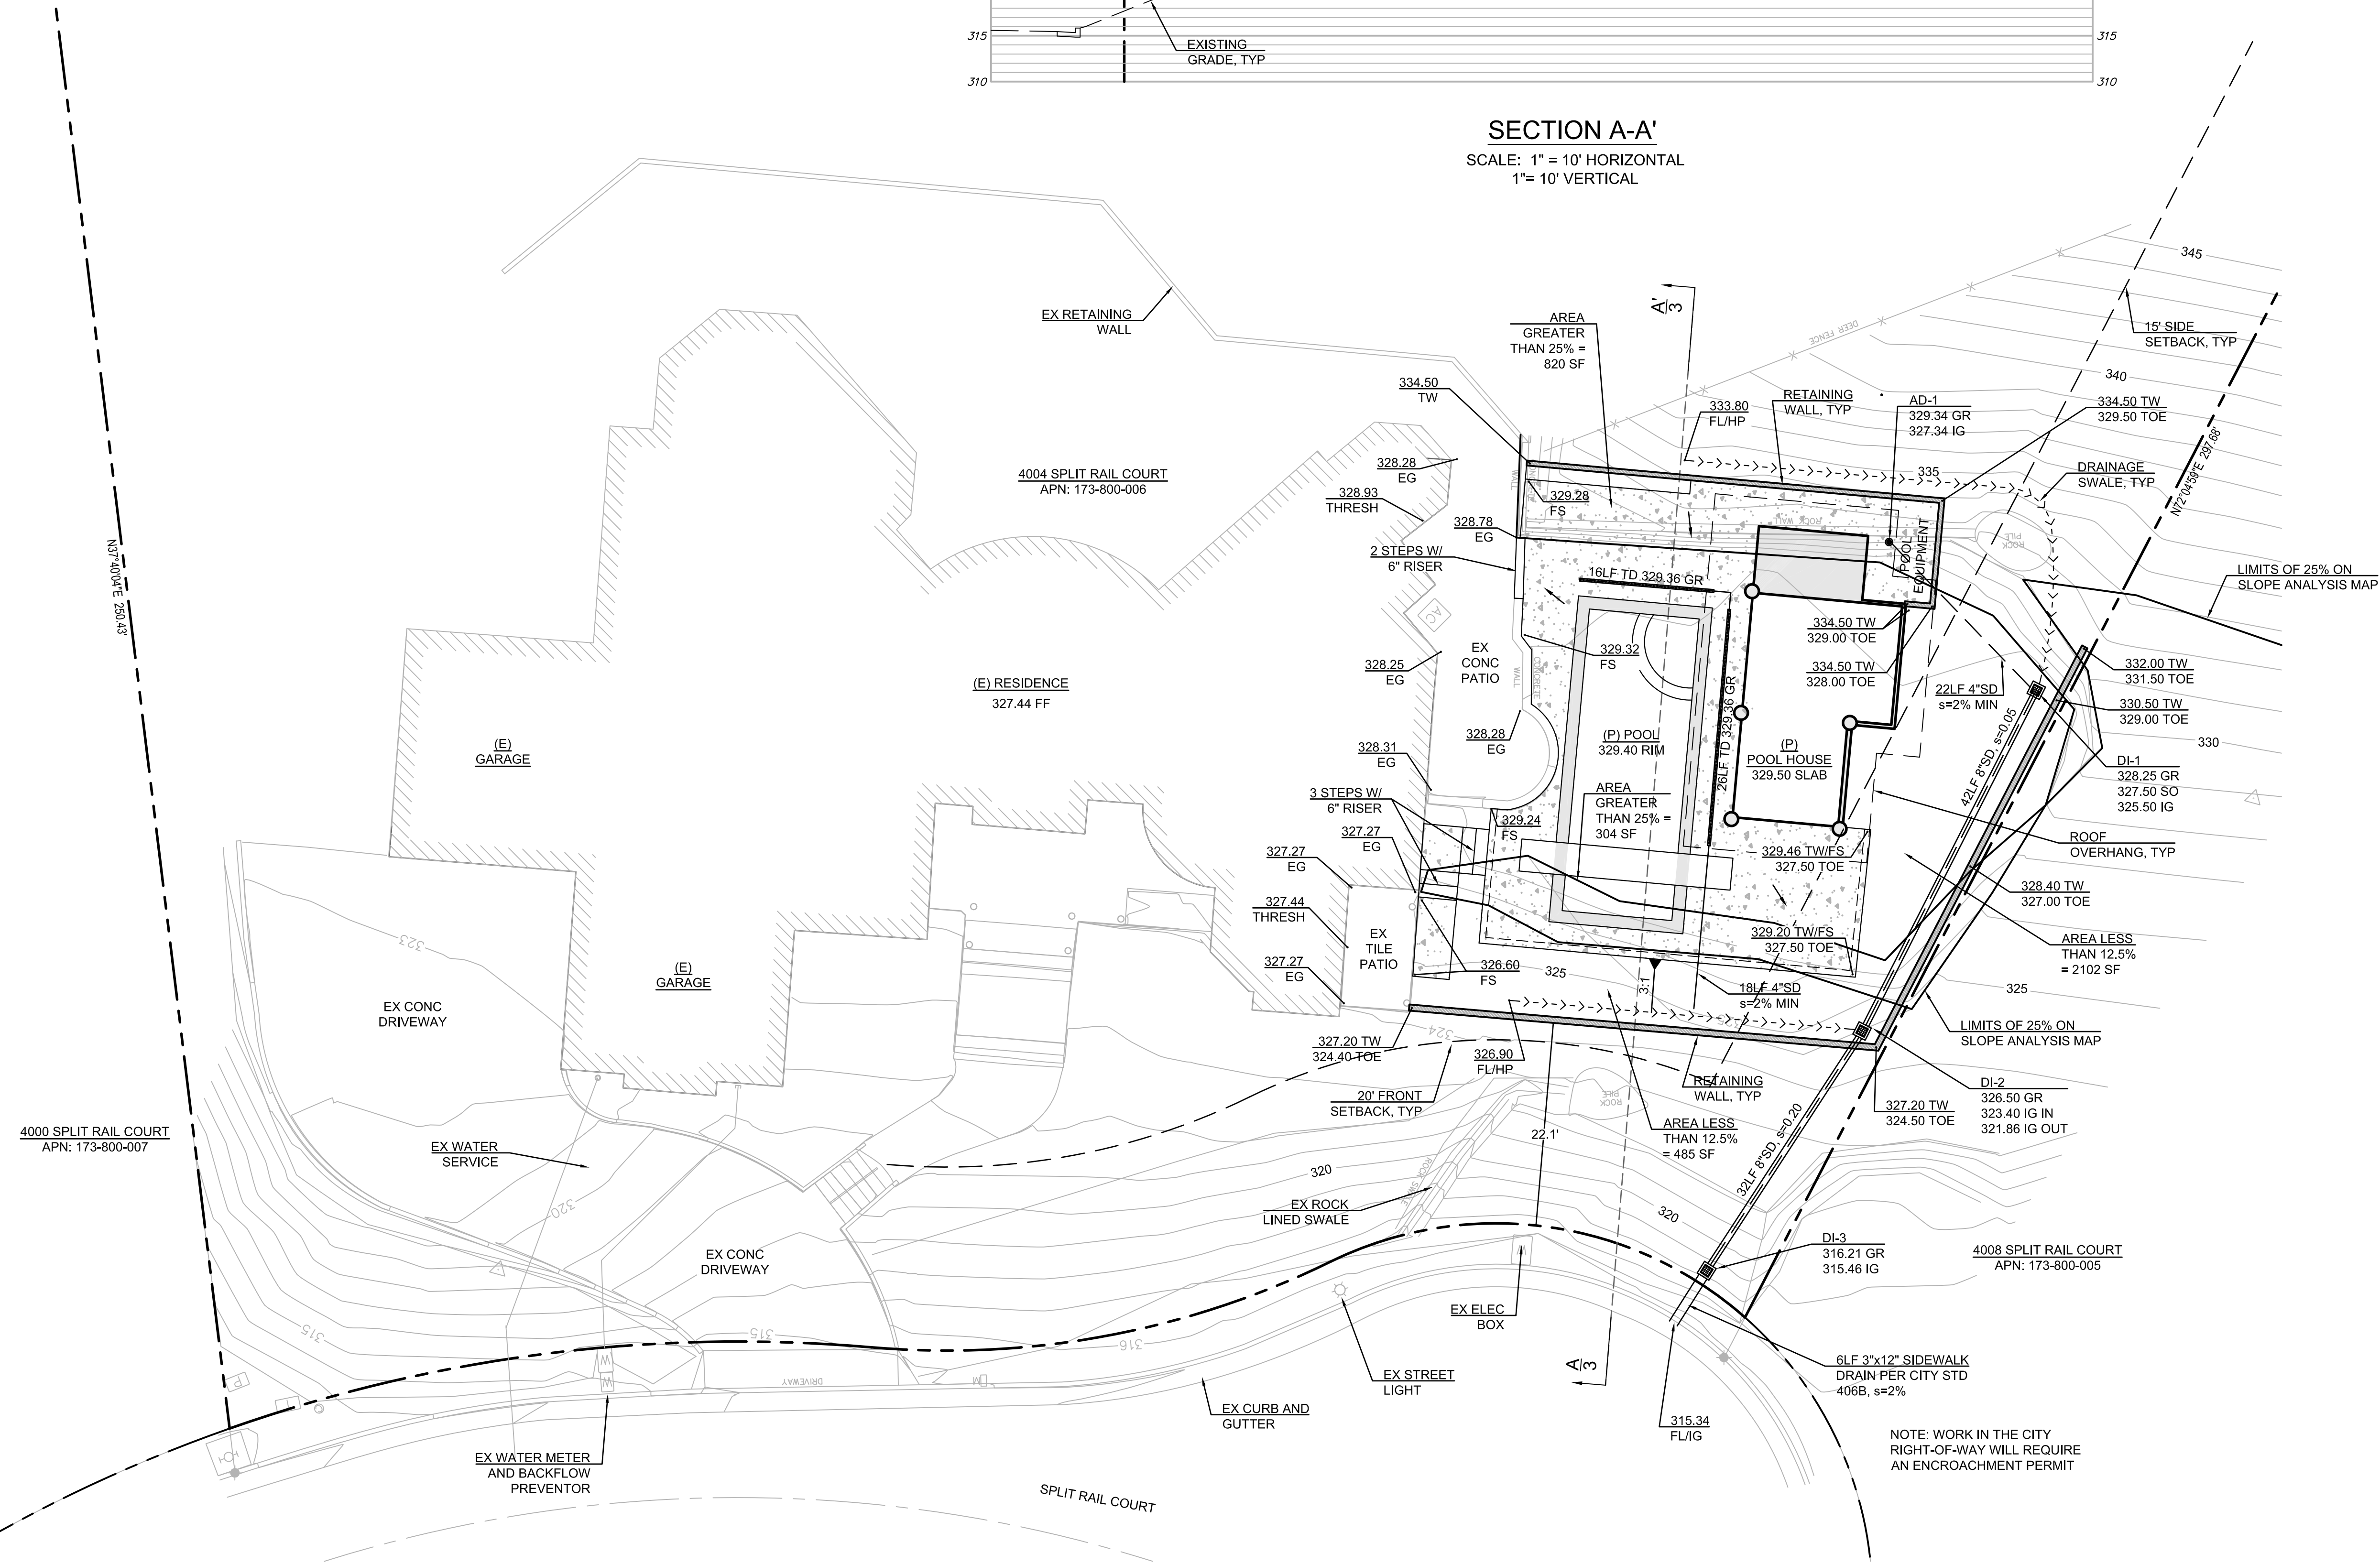 315
315
EXISTING
GRADE, TYP
310
310
SECTION A-A'
SCALE: 1" = 10' HORIZONTAL
1"= 10' VERTICAL
345
EX RETAINING
WALL
A'
3
AREA
GREATER
THAN 25% =
820 SF
DEER FENCE
15' SIDE
SETBACK, TYP
340
334.50
TW
333.80
FL/HP
RETAINING
WALL, TYP
AD-1
329.34 GR
327.34 IG
334.50 TW
329.50 TOE
N72°04'59"E 297.68'
4004 SPLIT RAIL COURT
APN: 173-800-006
328.28
EG
328.93
THRESH
335
DRAINAGE
SWALE, TYP
WALL
329.28
FS
ROCK WALL
ROCK
PILE
328.78
EG
2 STEPS W/
6" RISER
N37°40'04"E 250.43'
16LF TD 329.36 GR
POOL
EQUIPMENT
LIMITS OF 25% ON
SLOPE ANALYSIS MAP
AC
334.50 TW
329.00 TOE
EX
CONC
PATIO
329.32
FS
WALL
CONCRETE
328.25
EG
334.50 TW
328.00 TOE
332.00 TW
331.50 TOE
(E) RESIDENCE
327.44 FF
22LF 4"SD
s=2% MIN
330.50 TW
329.00 TOE
(E)
GARAGE
328.28
EG
328.31
EG
(P) POOL
329.40 RIM
26LF TD 329.36 GR
(P)
POOL HOUSE
329.50 SLAB
42LF 8"SD, s=0.05
330
DI-1
328.25 GR
327.50 SO
325.50 IG
3 STEPS W/
6" RISER
AREA
GREATER
THAN 25% =
304 SF
329.24
FS
327.27
EG
327.27
EG
329.46 TW/FS
327.50 TOE
ROOF
OVERHANG, TYP
327.44
THRESH
328.40 TW
327.00 TOE
323
EX
TILE
PATIO
329.20 TW/FS
327.50 TOE
AREA LESS
THAN 12.5%
= 2102 SF
327.27
EG
326.60
FS
(E)
GARAGE
325
3:1
18LF 4"SD
s=2% MIN
325
EX CONC
DRIVEWAY
324
325
LIMITS OF 25% ON
SLOPE ANALYSIS MAP
327.20 TW
324.40 TOE
326.90
FL/HP
20' FRONT
SETBACK, TYP
ROCK
PILE
RETAINING
WALL, TYP
DI-2
326.50 GR
323.40 IG IN
321.86 IG OUT
327.20 TW
324.50 TOE
4000 SPLIT RAIL COURT
APN: 173-800-007
EX WATER
SERVICE
AREA LESS
THAN 12.5%
= 485 SF
22.1'
32LF 8"SD, s=0.20
320
ROCK SWALE
320
EX ROCK
LINED SWALE
320
EX CONC
DRIVEWAY
DI-3
316.21 GR
315.46 IG
4008 SPLIT RAIL COURT
APN: 173-800-005
W
EX ELEC
BOX
315
315
316
W
W
P
T
DRIVEWAY
M
A
3
EX STREET
LIGHT
6LF 3"x12" SIDEWALK
DRAIN PER CITY STD
406B, s=2%
EX CURB AND
GUTTER
315.34
FL/IG
NOTE: WORK IN THE CITY
RIGHT-OF-WAY WILL REQUIRE
AN ENCROACHMENT PERMIT
EX WATER METER
AND BACKFLOW
PREVENTOR
SPLIT RAIL COURT